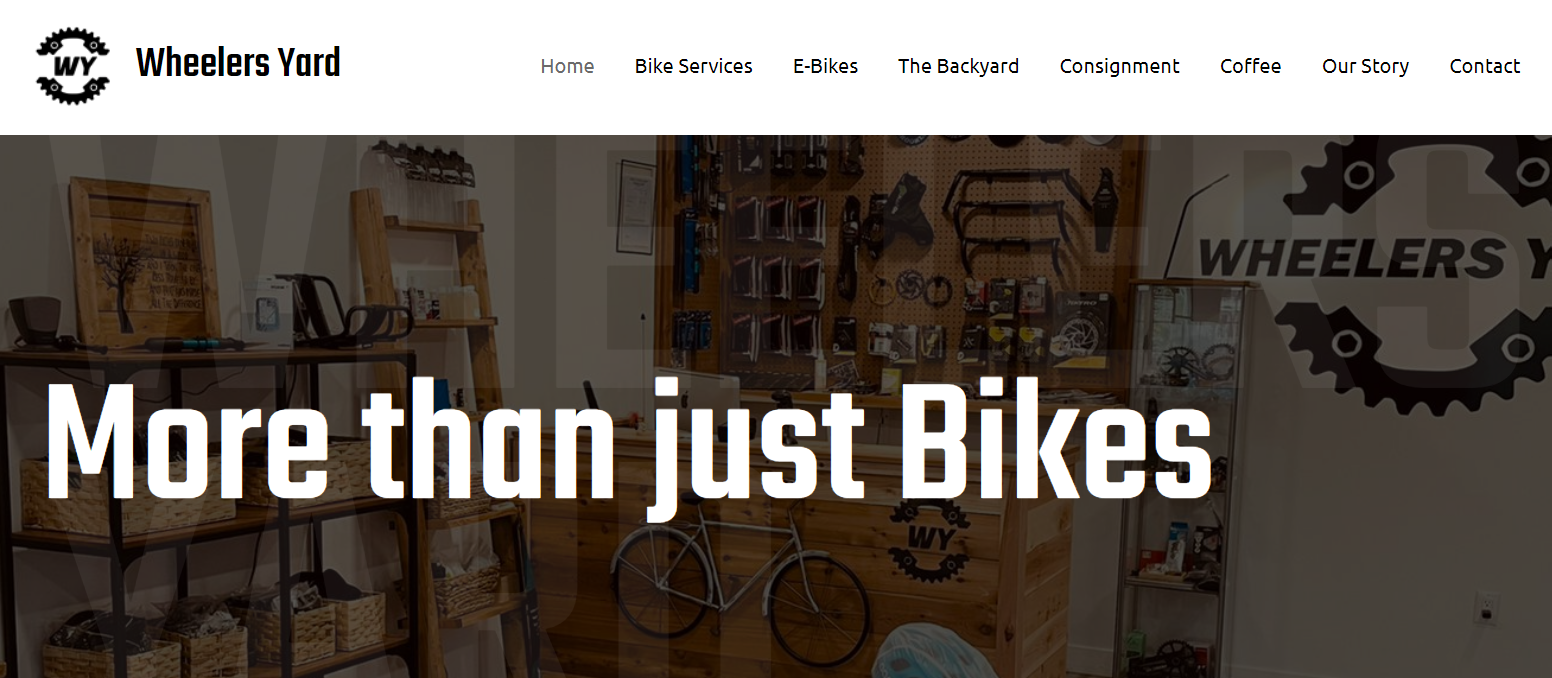 WY
Wheelers Yard
Home
Bike Services
E-Bikes
The Backyard
Consignment
Coffee
Our Story
Contact
WHEELERS
WHEELERS Y
More than just Bikes
WY